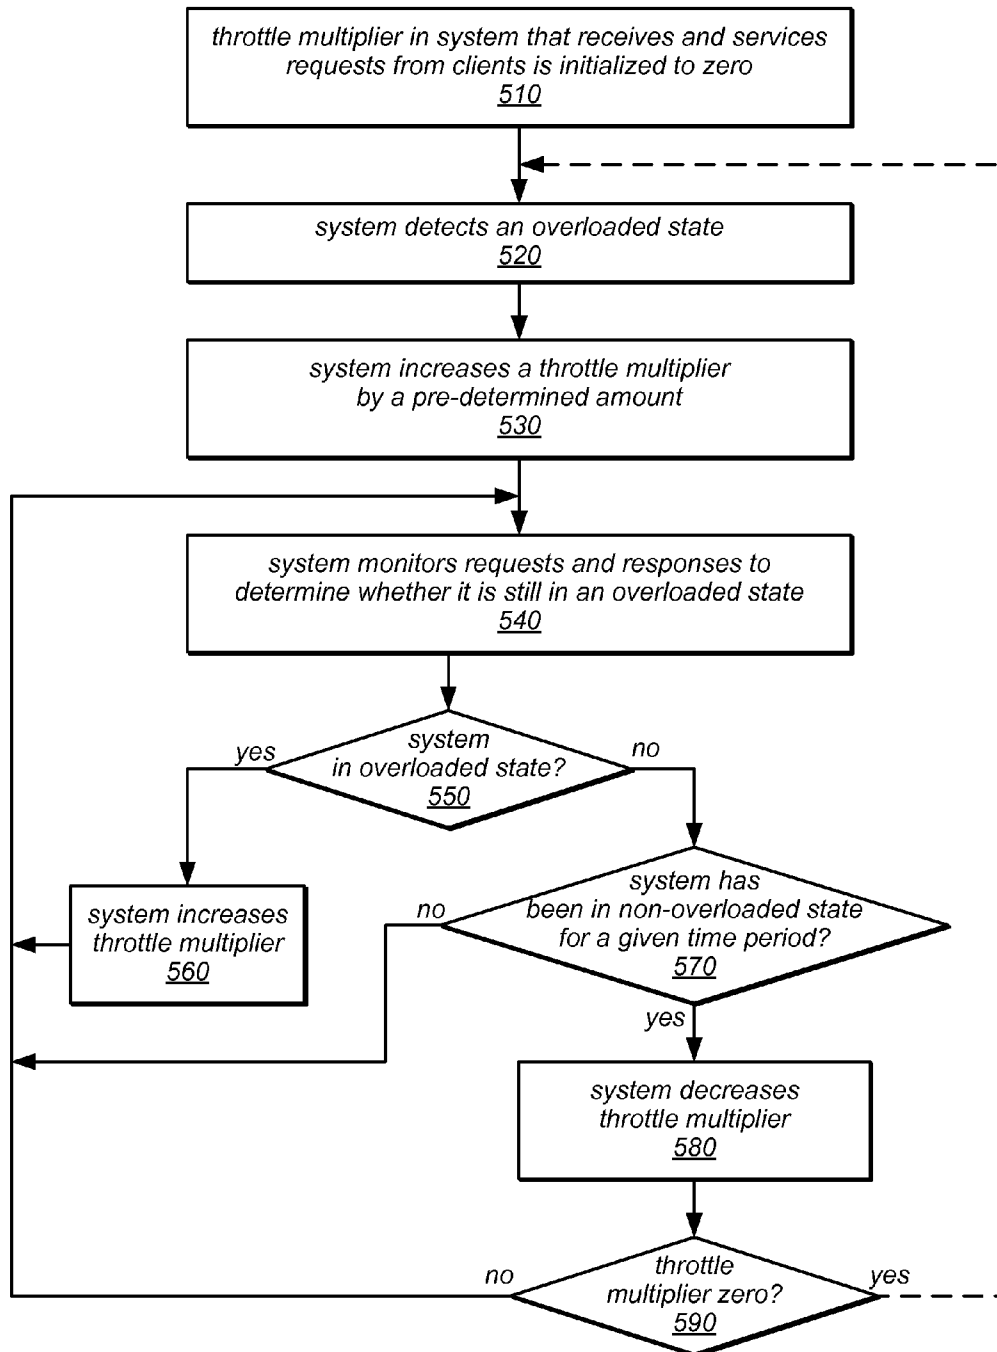 throttle multiplier in system that receives and services
requests from clients is initialized to zero
510
system detects an overloaded state
520
system increases a throttle multiplier
by a pre-determined amount
530
system monitors requests and responses to
determine whether it is still in an overloaded state
540
system
in overloaded state?
550
yes
no
system increases
throttle multiplier
560
system has
been in non-overloaded state
for a given time period?
570
no
yes
system decreases
throttle multiplier
580
throttle
multiplier zero?
590
no
yes